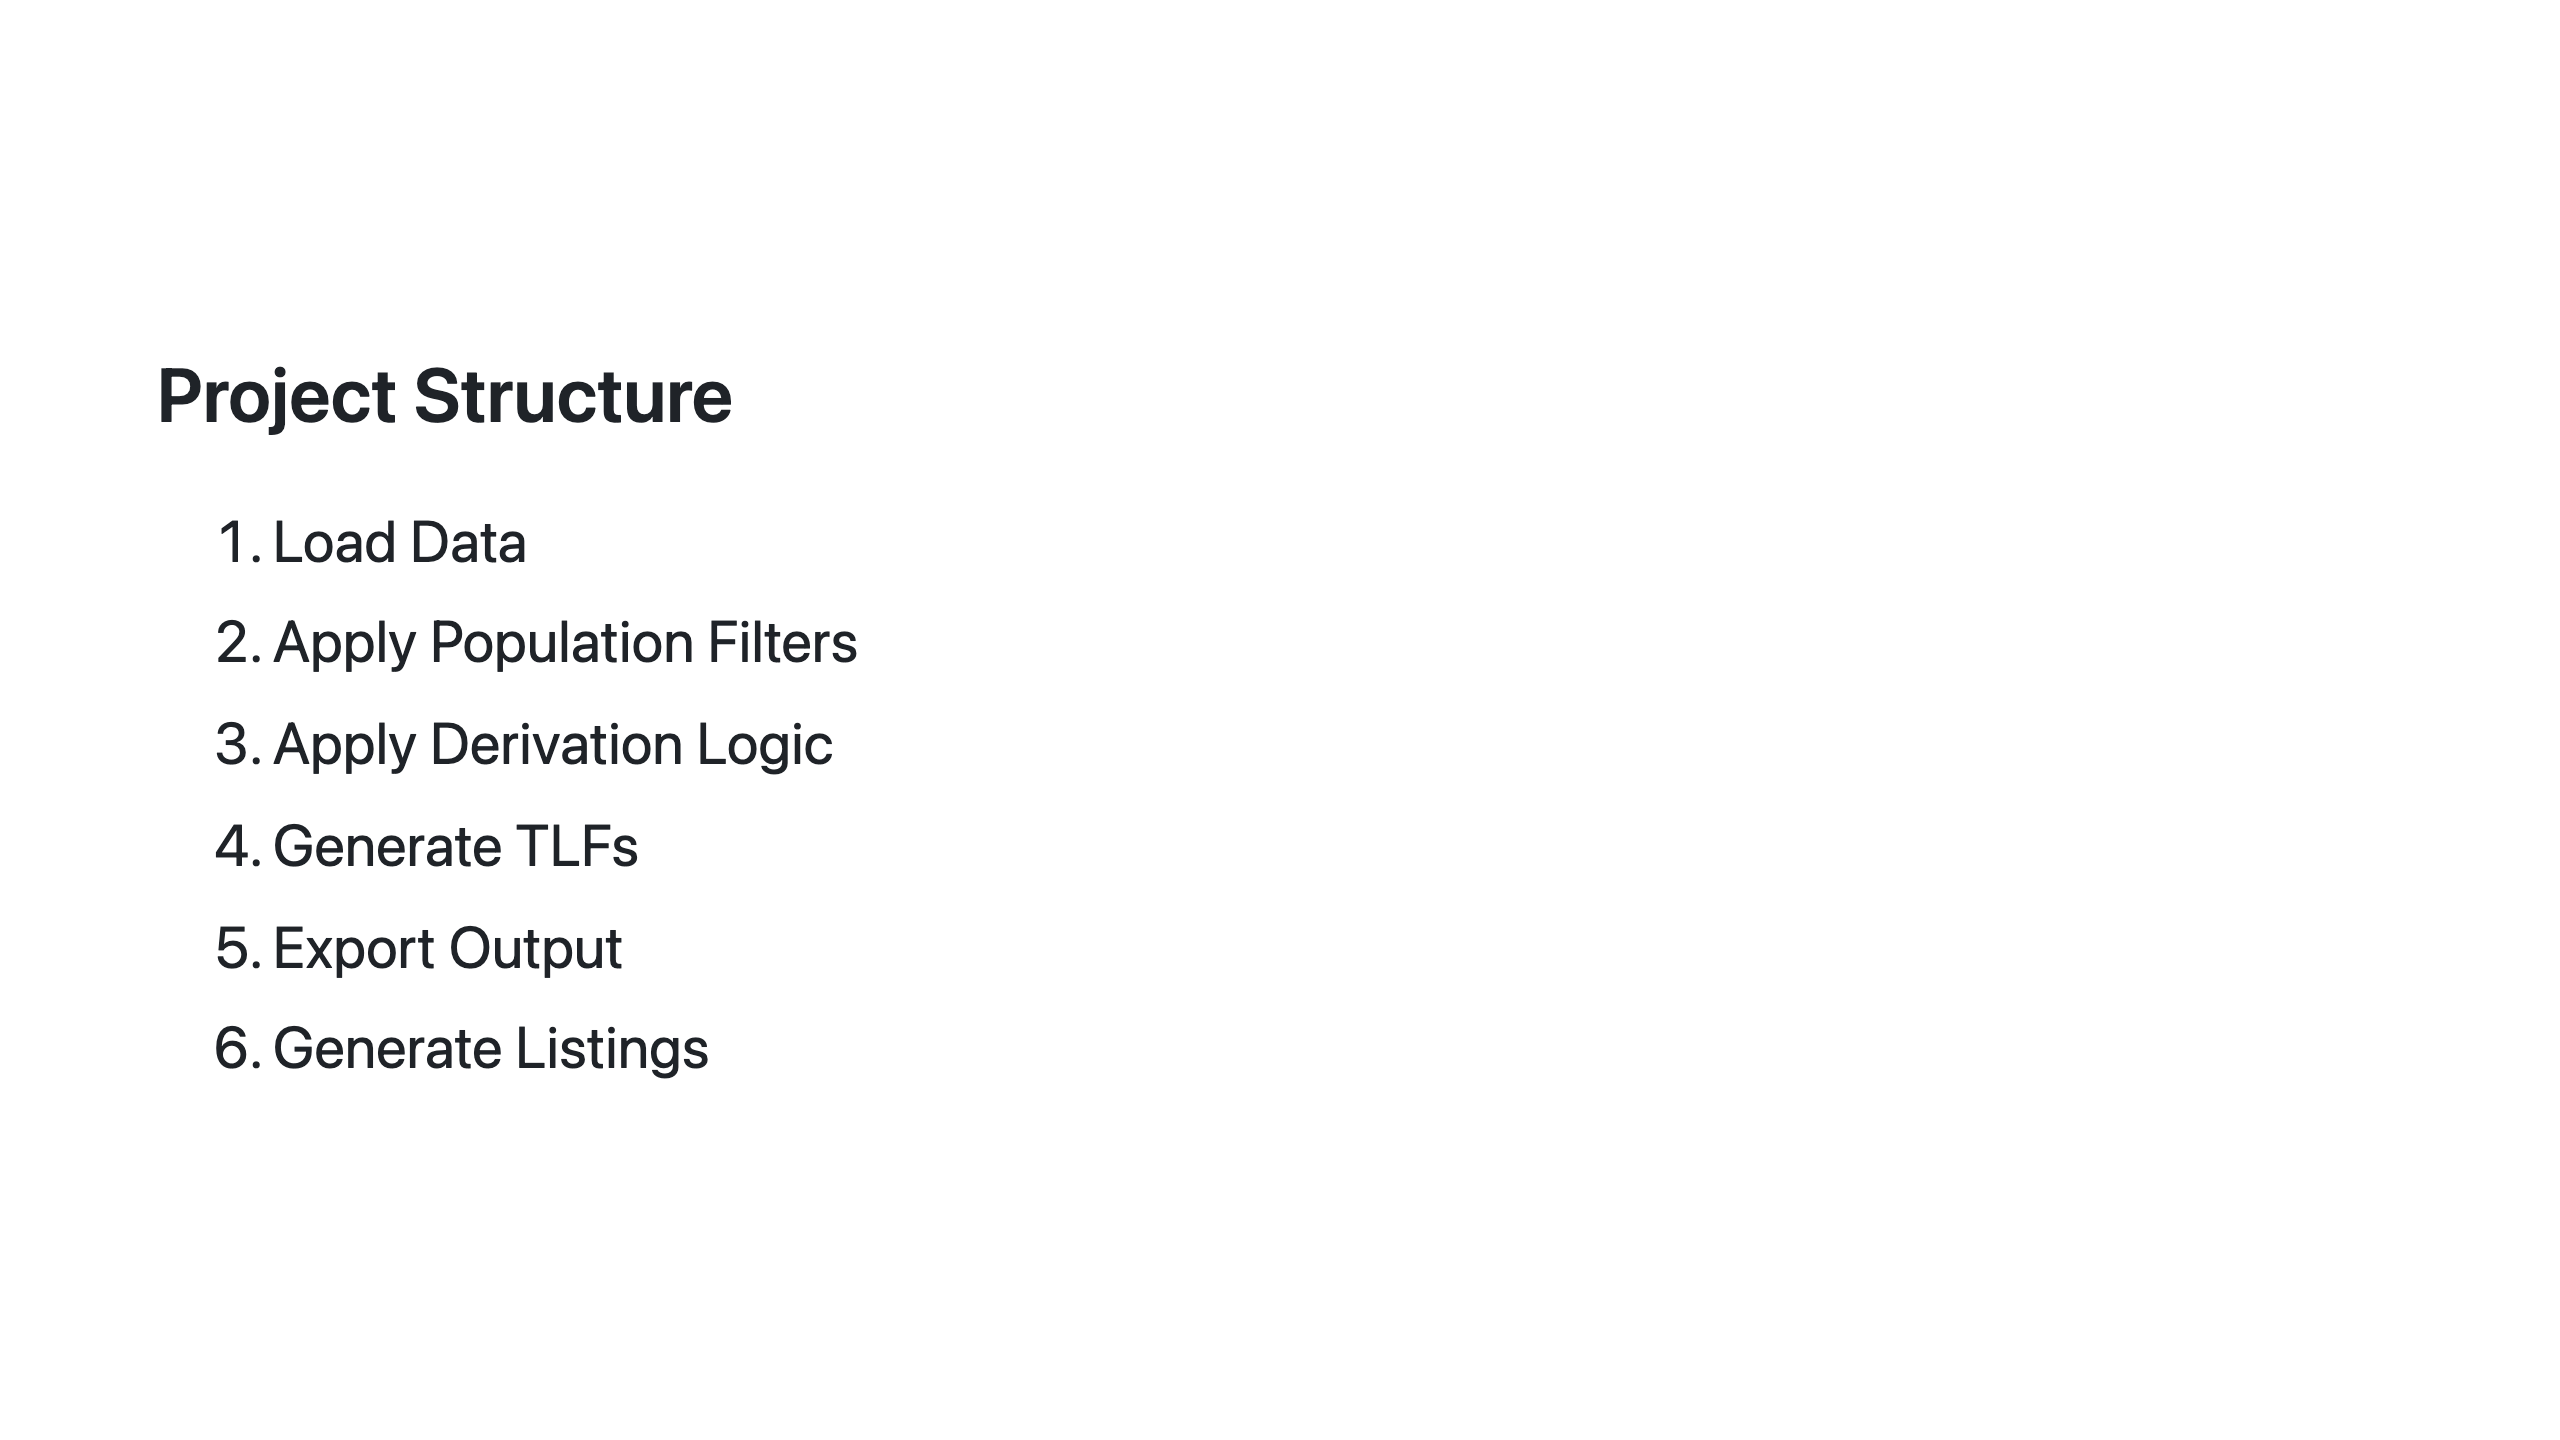 Project Structure
1. Load Data
2. Apply Population Filters
3. Apply Derivation Logic
4. Generate TLFs
5. Export Output
6. Generate Listings